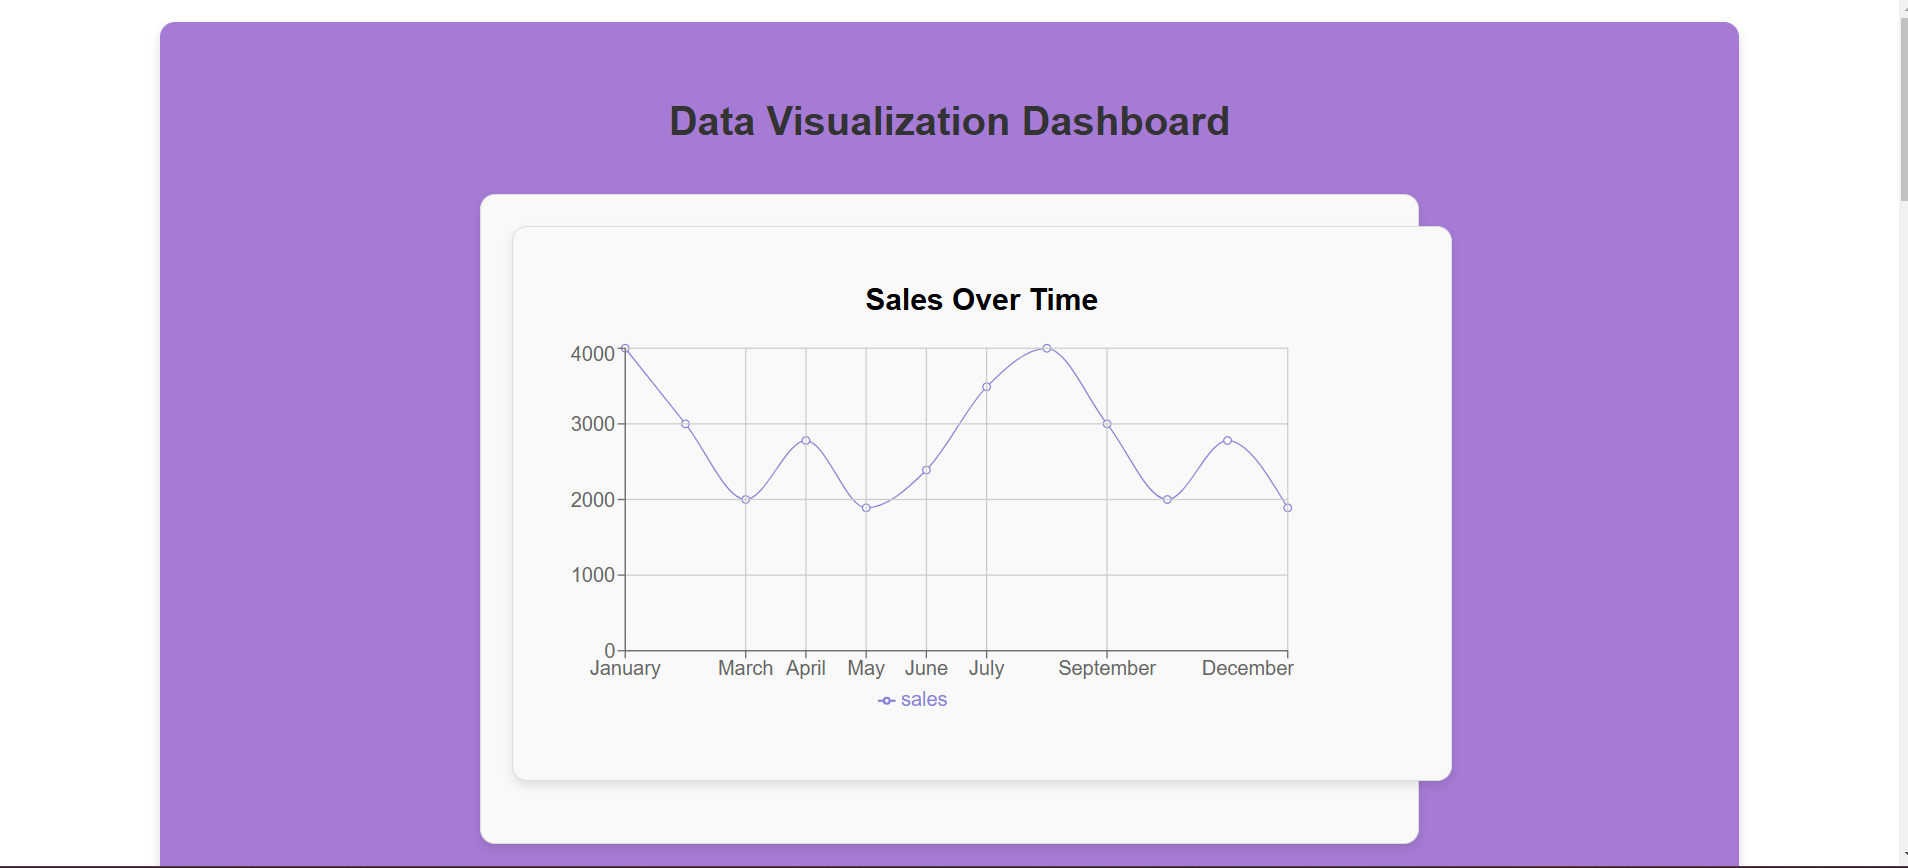 Data Visualization Dashboard
Sales Over Time
4000
3000
2000
1000
0
January March April May June July September December
sales